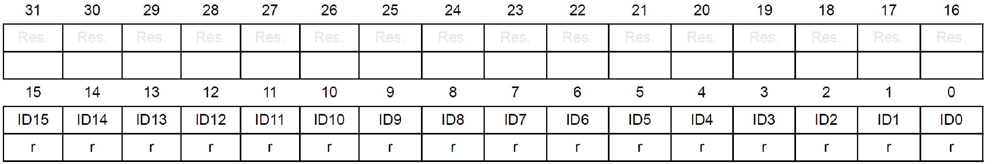 31 30 29 28 27 26 25 24 23 22 21 20 19 18 17 16
Res. Res. Res. Res. Res. Res. Res. Res. Res. Res. Res. Res. Res. Res. Res. Res.
15 14 13 12 11 10 9 8 7 6 5 4 3 2 1 0
ID15 ID14 ID13 ID12 ID11 ID10 ID9 ID8 ID7 ID6 ID5 ID4 ID3 ID2 ID1 ID0
r r r r r r r r r r r r r r r r